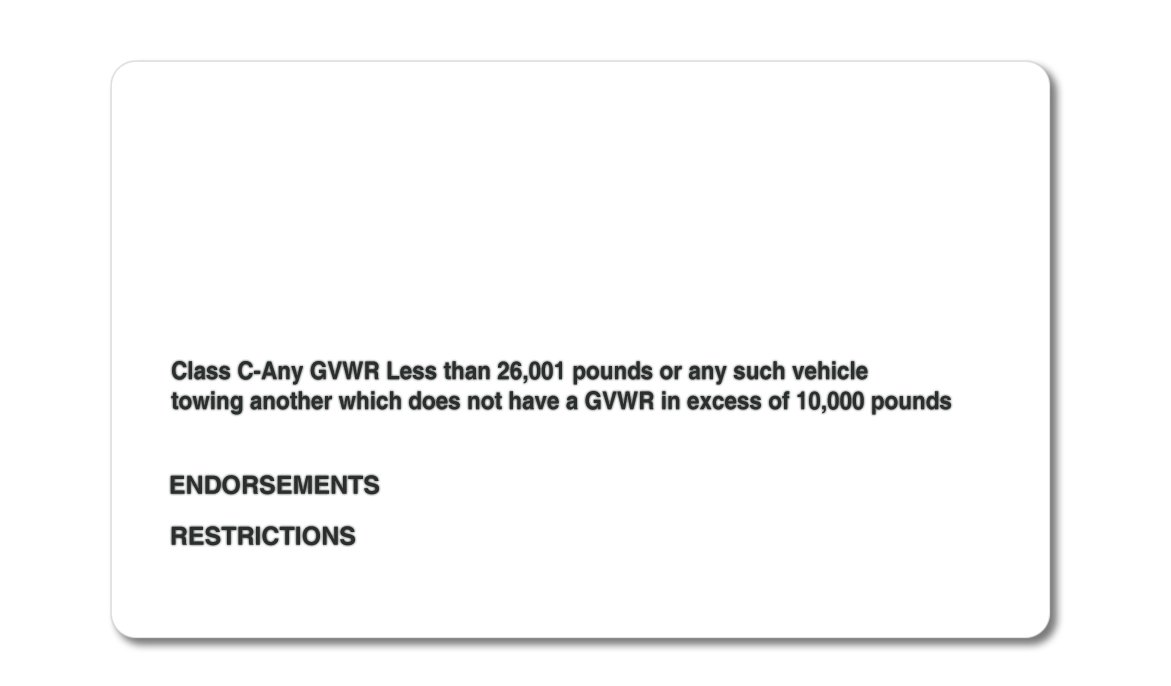 Class C-Any GVWR Less than 26,001 pounds or any such vehicle
towing another which does not have a GVWR in excess of 10,000 pounds
ENDORSEMENTS
RESTRICTIONS